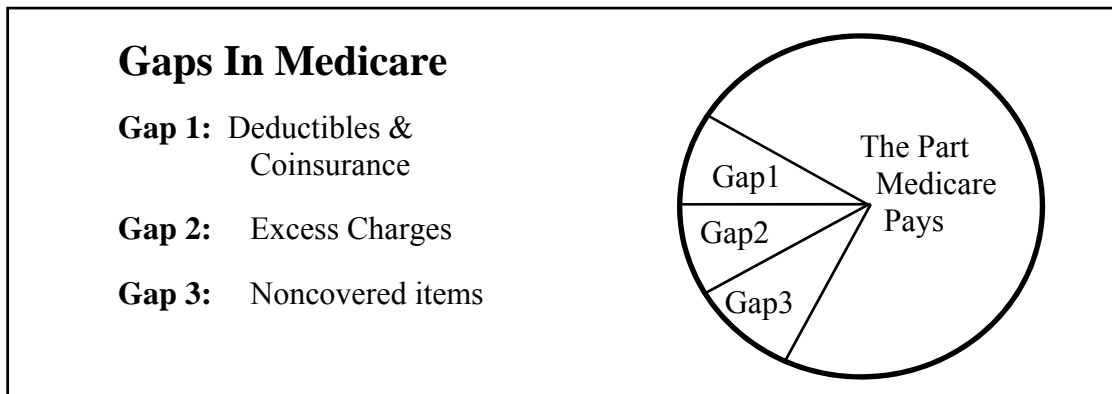 Gaps In Medicare
Gap 1: Deductibles &
Coinsurance
Gap 2: Excess Charges
Gap 3: Noncovered items
The Part
Medicare
Pays
Gap1
Gap2
Gap3